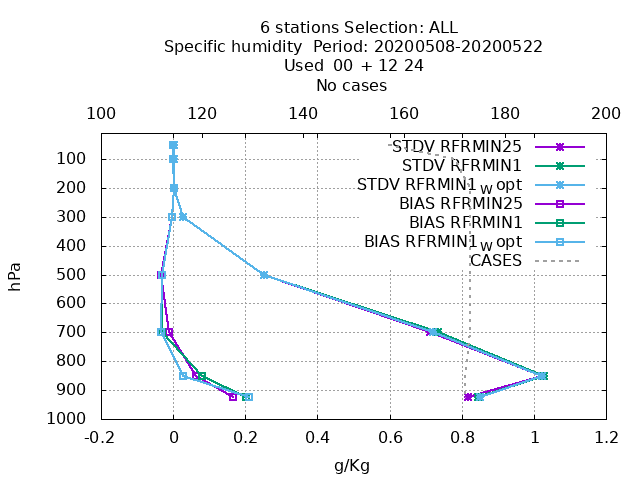 6 stations Selection: ALL
Specific humidity  Period: 20200508-20200522
Used  00 + 12 24
No cases
100 120 140 160 180 200
STDV RFRMIN25
STDV RFRMIN1
STDV RFRMIN1W opt
BIAS RFRMIN25
BIAS RFRMIN1
BIAS RFRMIN1W opt
CASES
hPa
100
200
300
400
500
600
700
800
900
1000
-0.2 0 0.2 0.4 0.6 0.8 1 1.2
g/Kg